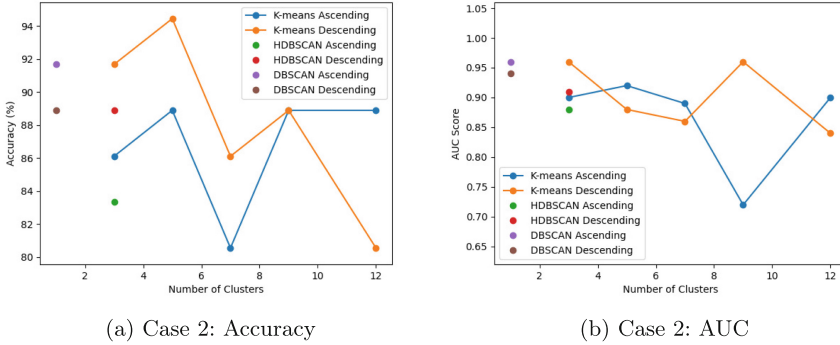 94
92
90
88
86
84
82
80
2
4
6
8
10
12
Accuracy (%)
Number of Clusters
K-means Ascending
K-means Descending
HDBSCAN Ascending
HDBSCAN Descending
DBSCAN Ascending
DBSCAN Descending
(a) Case 2: Accuracy
1.05
1.00
0.95
0.90
0.85
0.80
0.75
0.70
0.65
2
4
6
8
10
12
AUC Score
Number of Clusters
K-means Ascending
K-means Descending
HDBSCAN Ascending
HDBSCAN Descending
DBSCAN Ascending
DBSCAN Descending
(b) Case 2: AUC